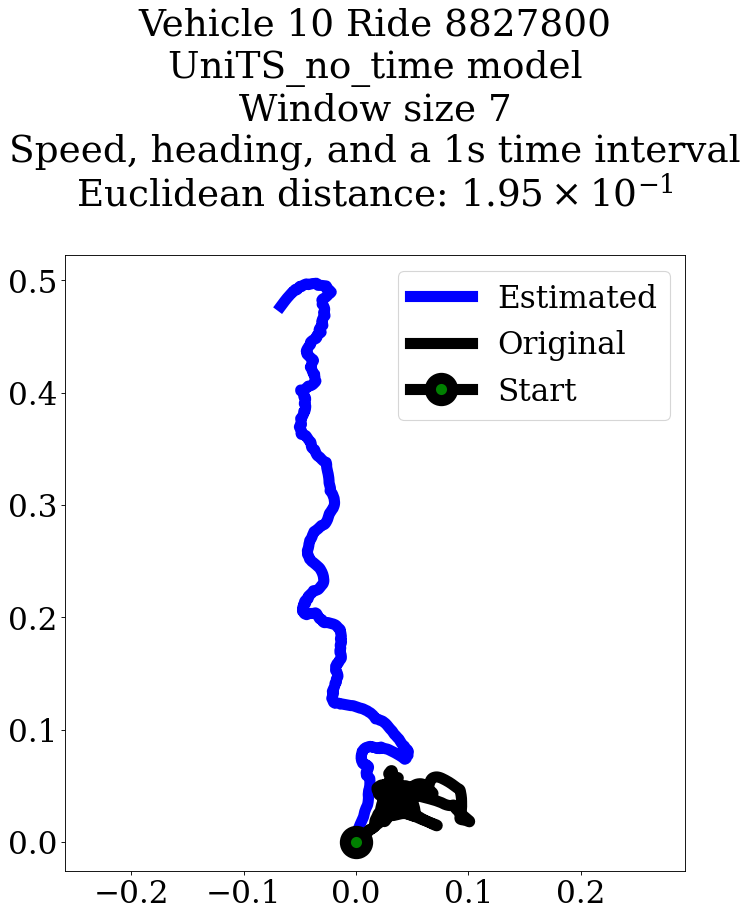 Vehicle 10 Ride 8827800
UniTS_no_time model
Window size 7
Speed, heading, and a 1s time interval
Euclidean distance: 1.95 × 10⁻¹
Estimated
Original
Start
0.5
0.4
0.3
0.2
0.1
0.0
−0.2 −0.1 0.0 0.1 0.2